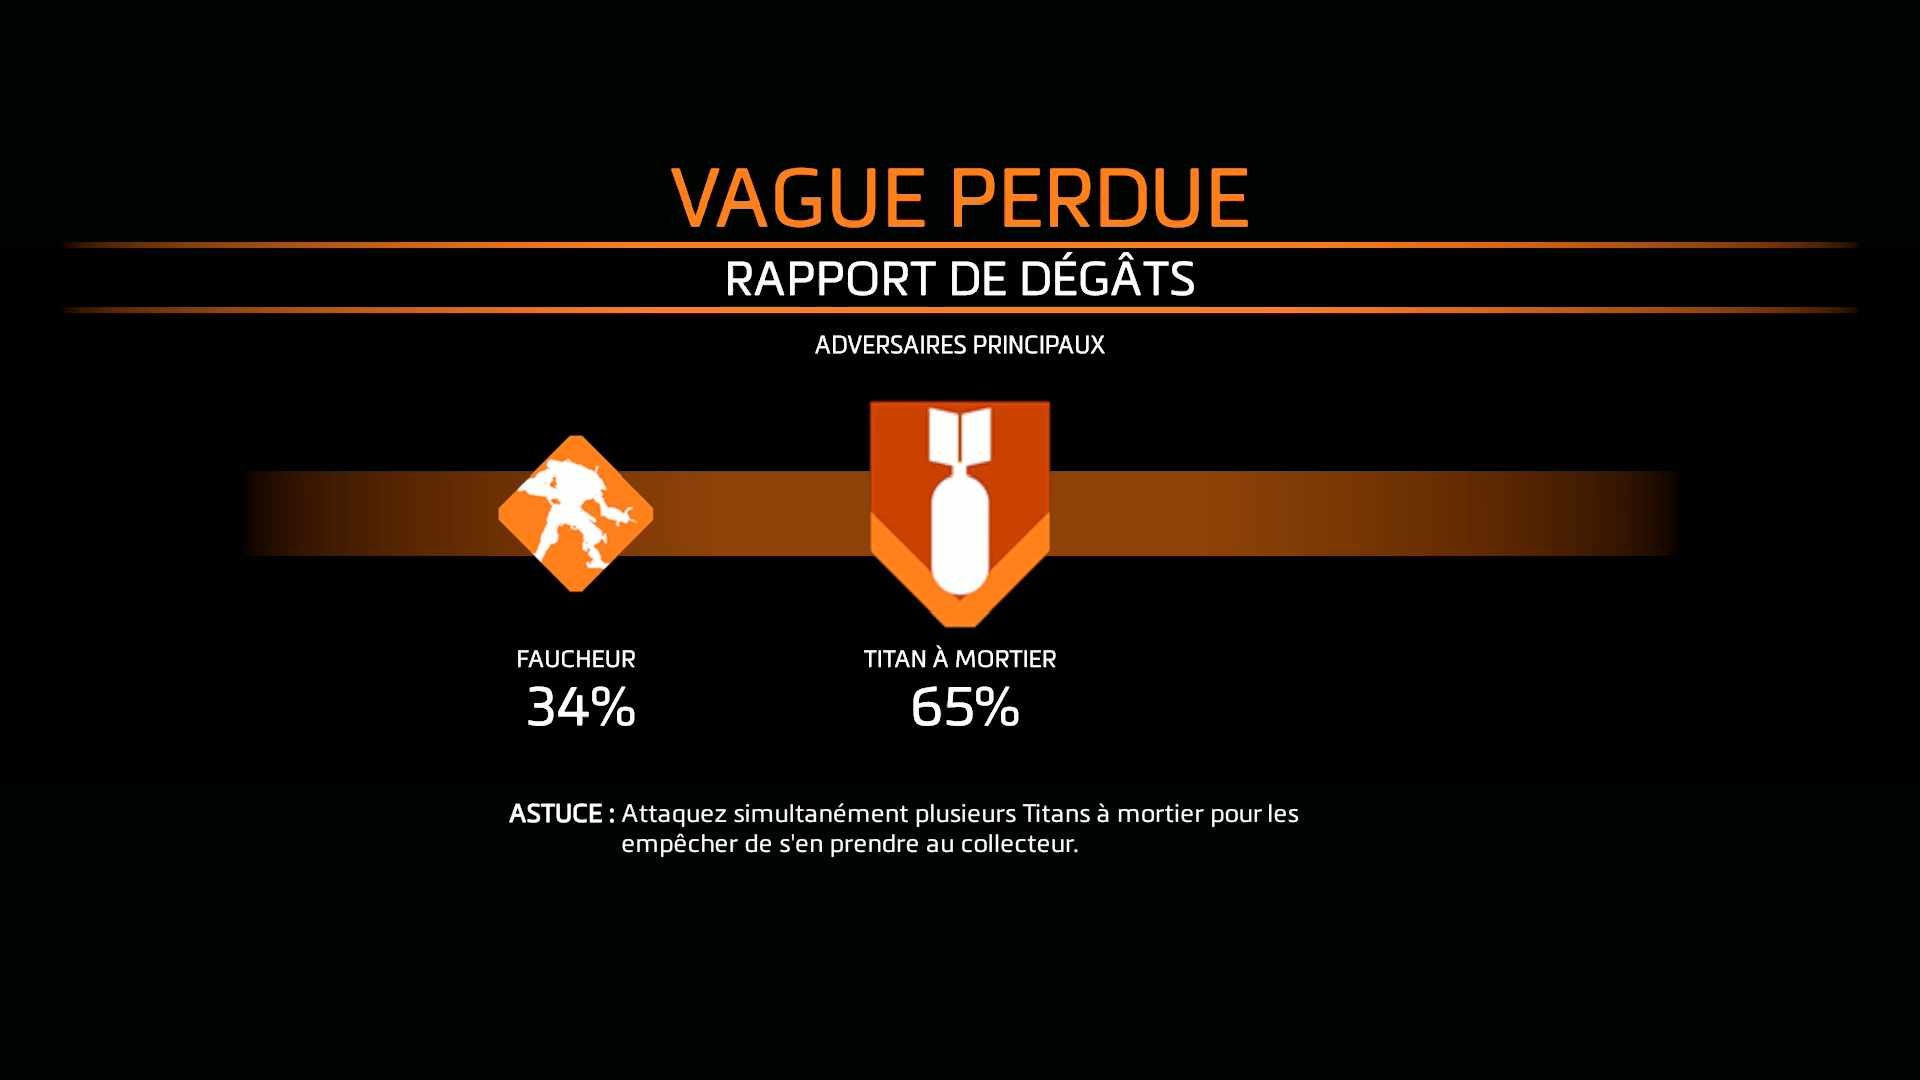 VAGUE PERDUE
RAPPORT DE DÉGÂTS
ADVERSAIRES PRINCIPAUX
FAUCHEUR
34%
TITAN À MORTIER
65%
ASTUCE : Attaquez simultanément plusieurs Titans à mortier pour les
empêcher de s'en prendre au collecteur.